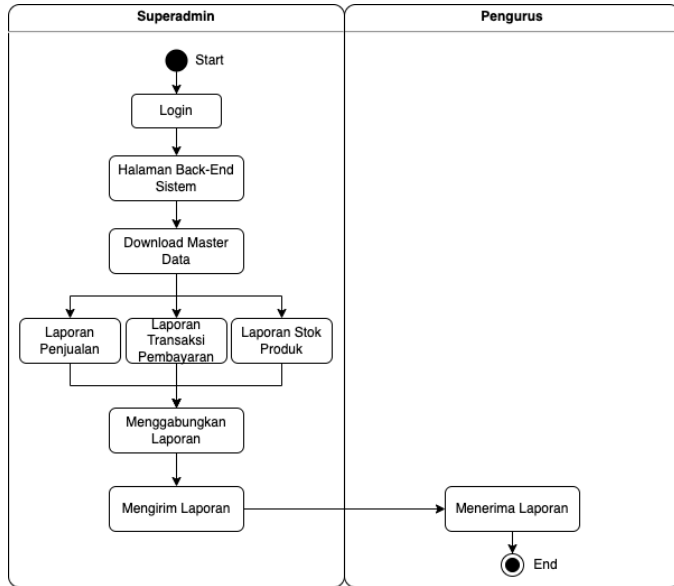 Superadmin
Pengurus
Start
Login
Halaman Back-End
Sistem
Download Master
Data
Laporan
Penjualan
Laporan
Transaksi
Pembayaran
Laporan Stok
Produk
Menggabungkan
Laporan
Mengirim Laporan
Menerima Laporan
End